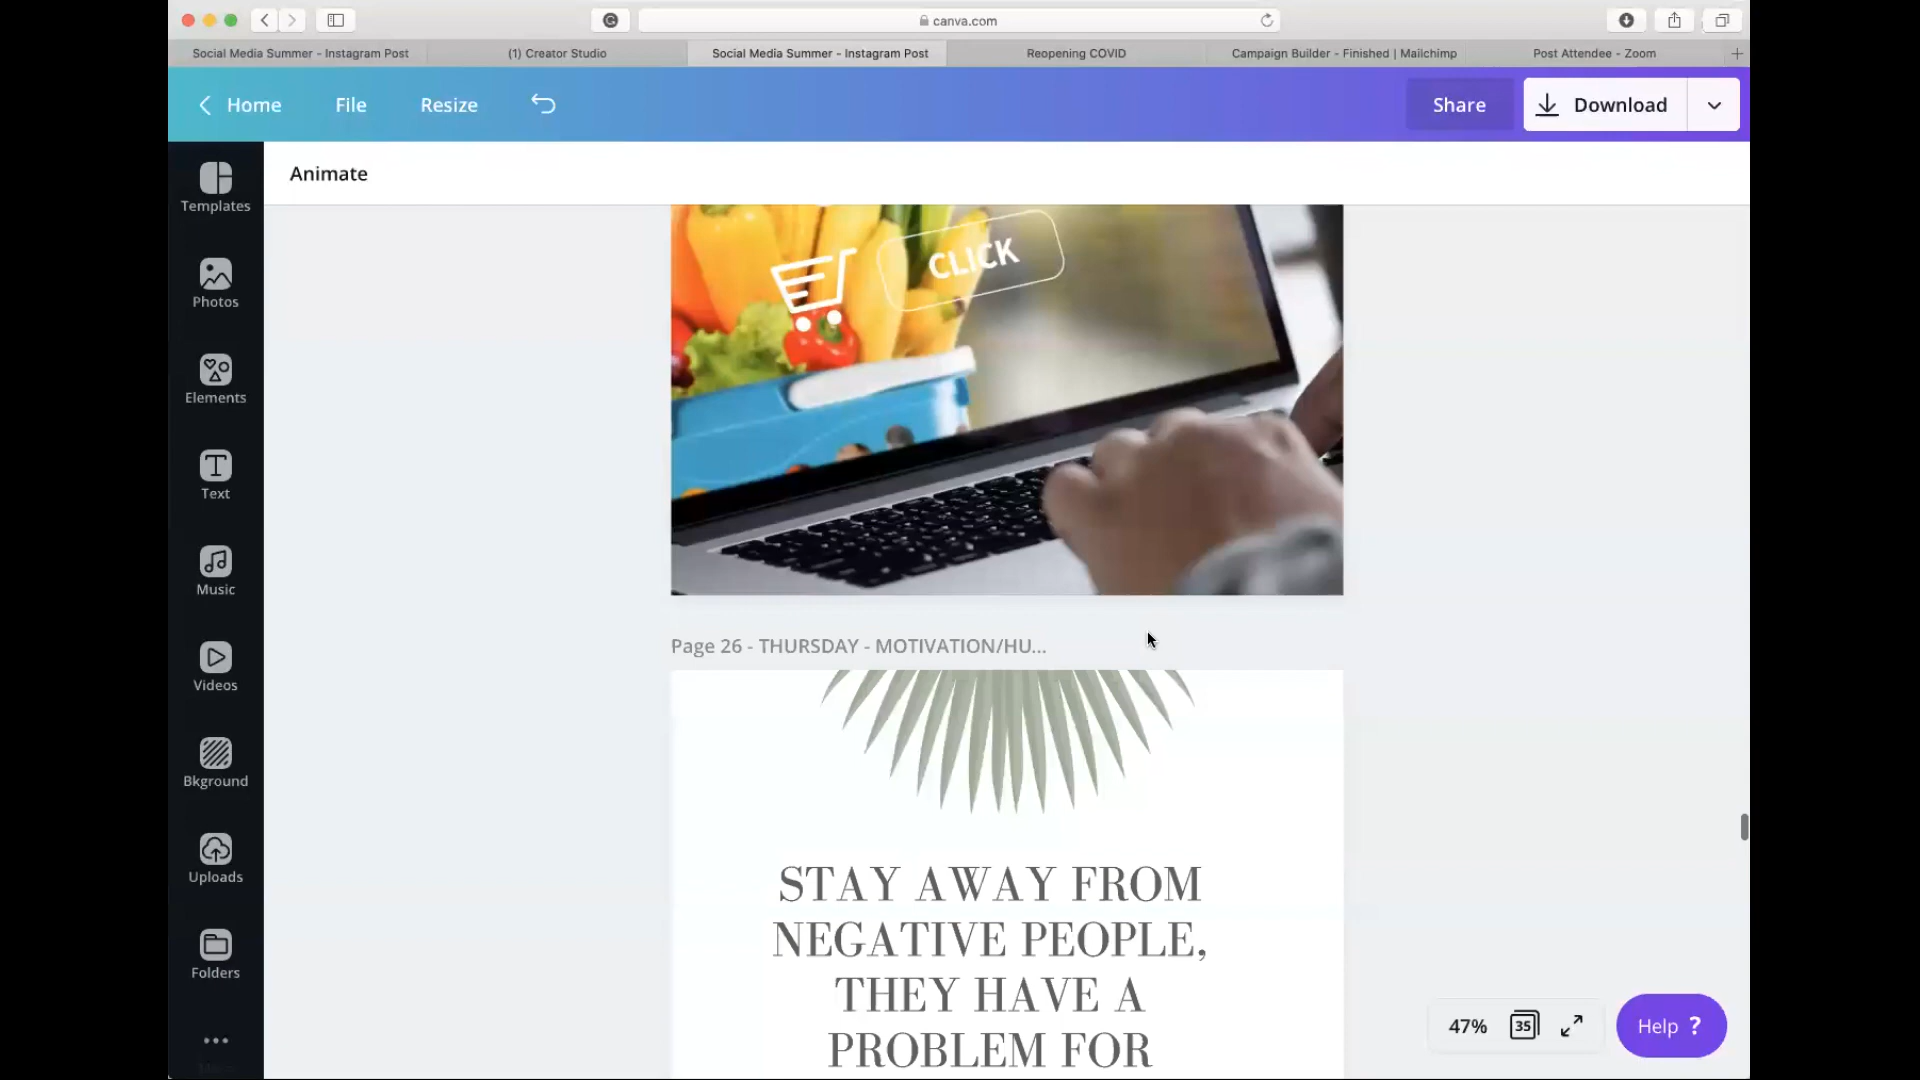 canva.com
Social Media Summer - Instagram Post
(1) Creator Studio
Social Media Summer - Instagram Post
Reopening COVID
Campaign Builder - Finished | Mailchimp
Post Attendee - Zoom
Home
File
Resize
Share
Download
Animate
Templates
Photos
Elements
Text
Music
Videos
Bkground
Uploads
Folders
CLICK
Page 26 - THURSDAY - MOTIVATION/HU...
STAY AWAY FROM
NEGATIVE PEOPLE,
THEY HAVE A
PROBLEM FOR
47%
35
Help ?